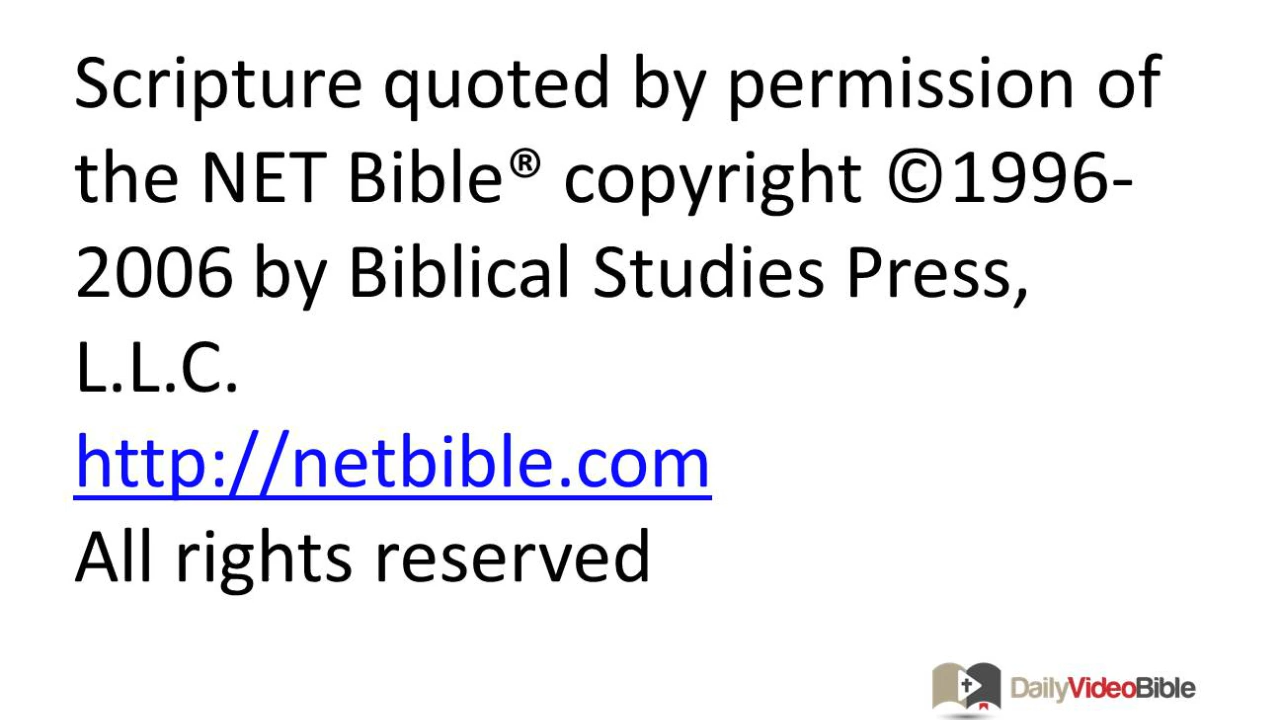 Scripture quoted by permission of
the NET Bible® copyright ©1996-
2006 by Biblical Studies Press,
L.L.C.
http://netbible.com
All rights reserved
DailyVideoBible